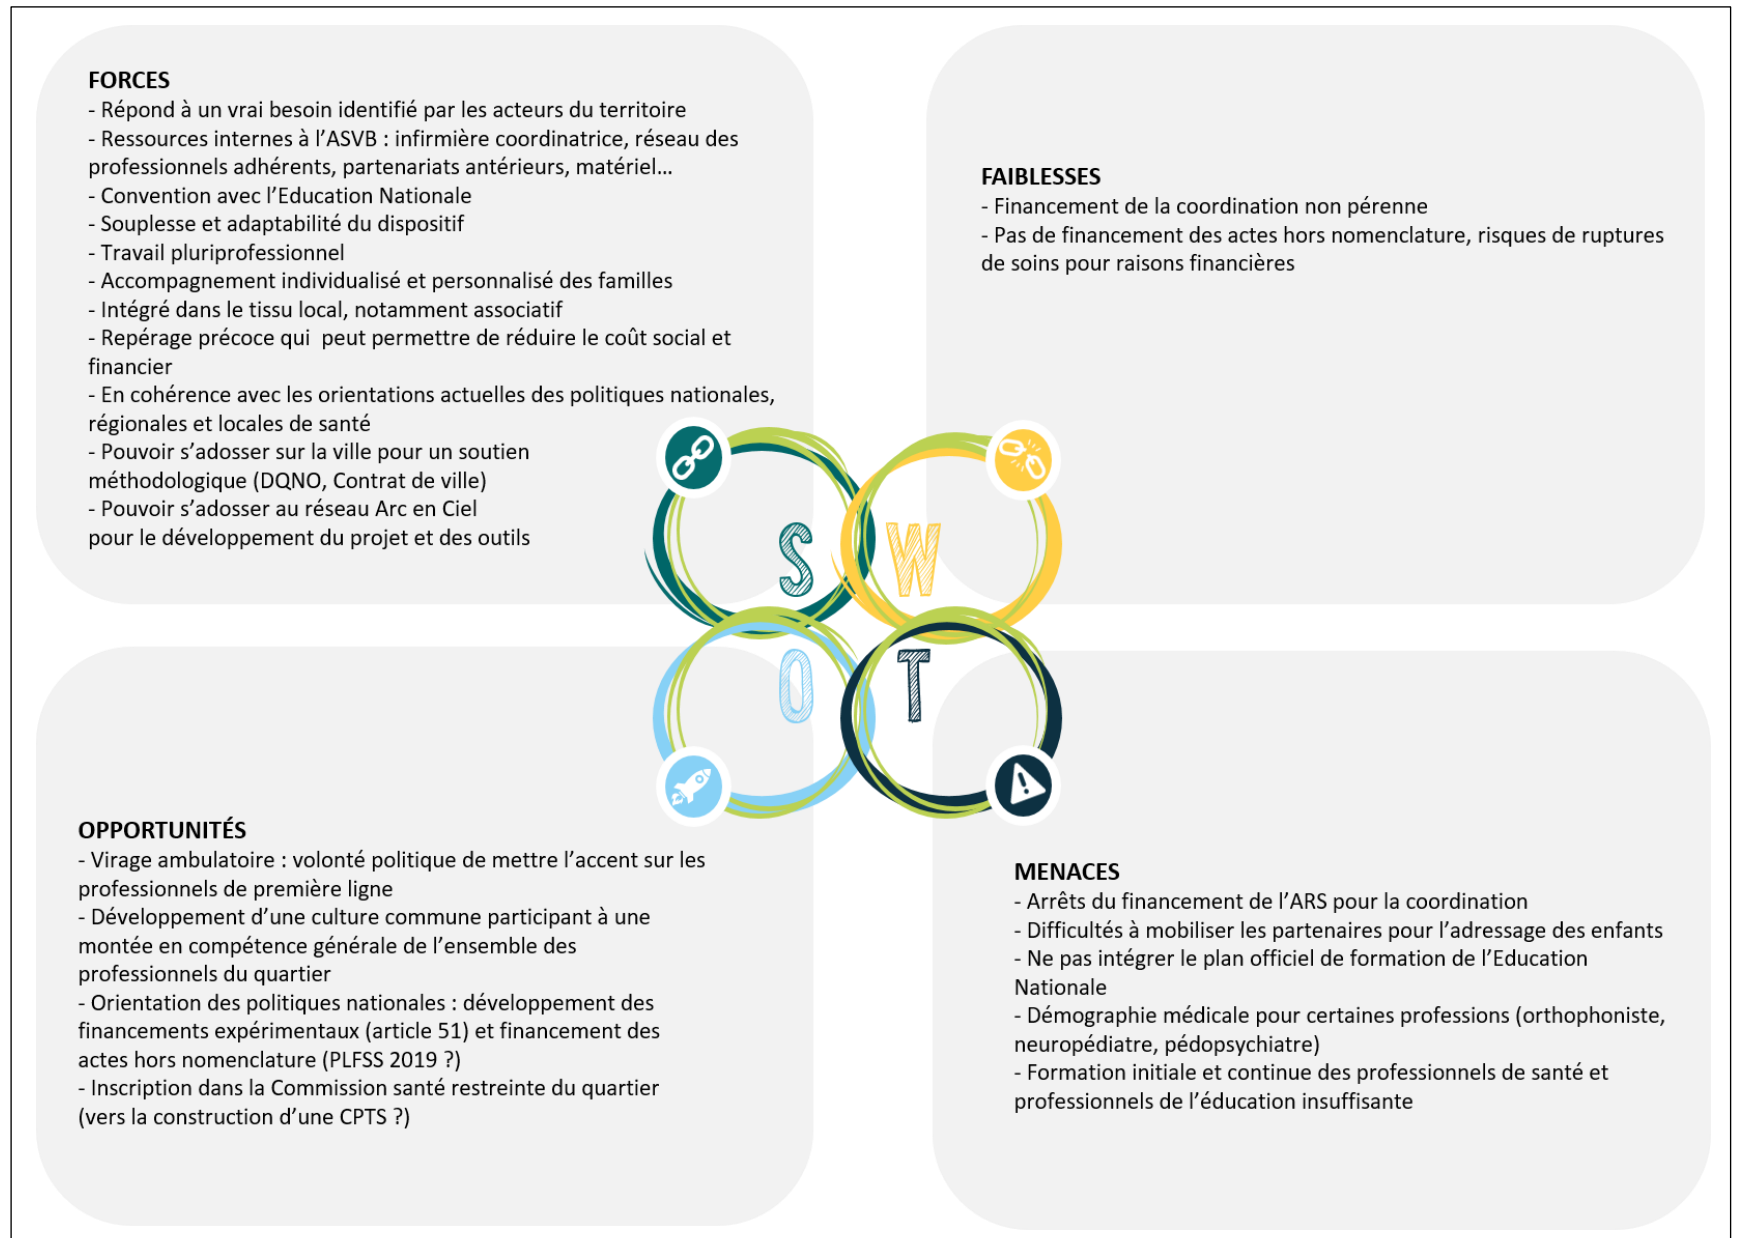 FORCES
- Répond à un vrai besoin identifié par les acteurs du territoire
- Ressources internes à l’ASVB : infirmière coordinatrice, réseau des
professionnels adhérents, partenariats antérieurs, matériel…
- Convention avec l’Education Nationale
- Souplesse et adaptabilité du dispositif
- Travail pluriprofessionnel
- Accompagnement individualisé et personnalisé des familles
- Intégré dans le tissu local, notamment associatif
- Repérage précoce qui  peut permettre de réduire le coût social et
financier
- En cohérence avec les orientations actuelles des politiques nationales,
régionales et locales de santé
- Pouvoir s’adosser sur la ville pour un soutien
méthodologique (DQNO, Contrat de ville)
- Pouvoir s’adosser au réseau Arc en Ciel
pour le développement du projet et des outils
FAIBLESSES
- Financement de la coordination non pérenne
- Pas de financement des actes hors nomenclature, risques de ruptures
de soins pour raisons financières
S W
O T
OPPORTUNITÉS
- Virage ambulatoire : volonté politique de mettre l’accent sur les
professionnels de première ligne
- Développement d’une culture commune participant à une
montée en compétence générale de l’ensemble des
professionnels du quartier
- Orientation des politiques nationales : développement des
financements expérimentaux (article 51) et financement des
actes hors nomenclature (PLFSS 2019 ?)
- Inscription dans la Commission santé restreinte du quartier
(vers la construction d’une CPTS ?)
MENACES
- Arrêts du financement de l’ARS pour la coordination
- Difficultés à mobiliser les partenaires pour l’adressage des enfants
- Ne pas intégrer le plan officiel de formation de l’Education
Nationale
- Démographie médicale pour certaines professions (orthophoniste,
neuropédiatre, pédopsychiatre)
- Formation initiale et continue des professionnels de santé et
professionnels de l’éducation insuffisante